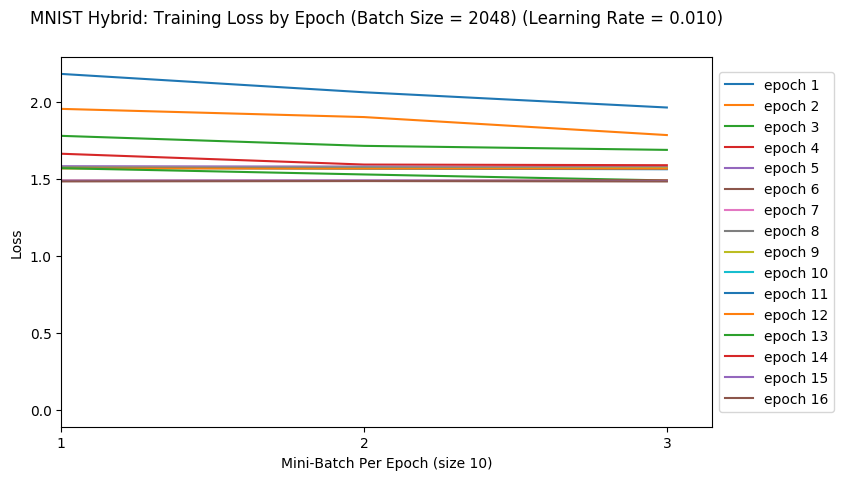 MNIST Hybrid: Training Loss by Epoch (Batch Size = 2048) (Learning Rate = 0.010)
Loss
2.0
1.5
1.0
0.5
0.0
1 2 3
Mini-Batch Per Epoch (size 10)
epoch 1
epoch 2
epoch 3
epoch 4
epoch 5
epoch 6
epoch 7
epoch 8
epoch 9
epoch 10
epoch 11
epoch 12
epoch 13
epoch 14
epoch 15
epoch 16